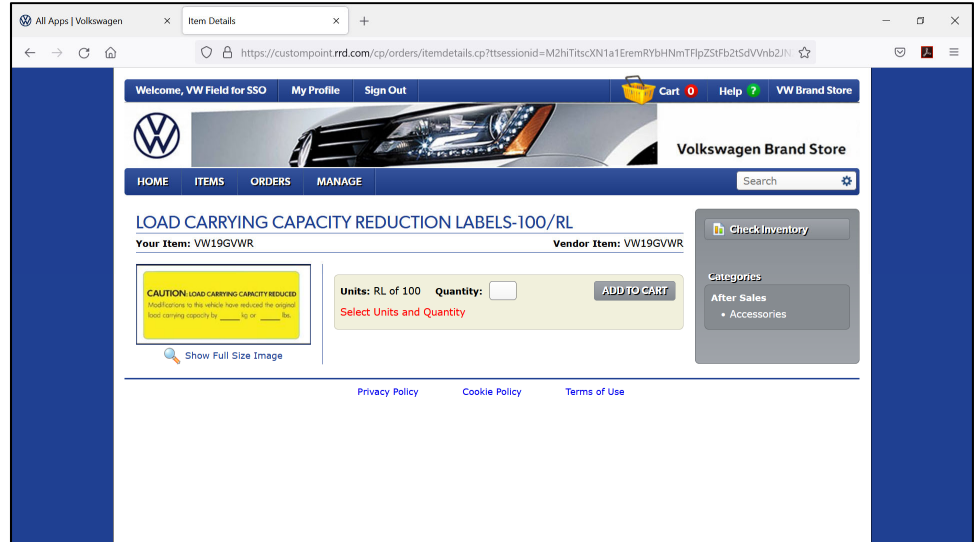 All Apps | Volkswagen
Item Details
https://custompoint.rrd.com/cp/orders/itemdetails.cp?ttsessionid=
Welcome, VW Field for SSO My Profile Sign Out Cart 0 Help ? VW Brand Store
Volkswagen Brand Store
HOME ITEMS ORDERS MANAGE Search
LOAD CARRYING CAPACITY REDUCTION LABELS-100/RL
Your Item: VW19GVWR Vendor Item: VW19GVWR
Check Inventory
Categories
After Sales
• Accessories
CAUTION: LOAD CARRYING CAPACITY REDUCED
Modifications to this vehicle have reduced the original
load carrying capacity by _____ kg or _____ lbs.
Show Full Size Image
Units: RL of 100 Quantity: ADD TO CART
Select Units and Quantity
Privacy Policy Cookie Policy Terms of Use